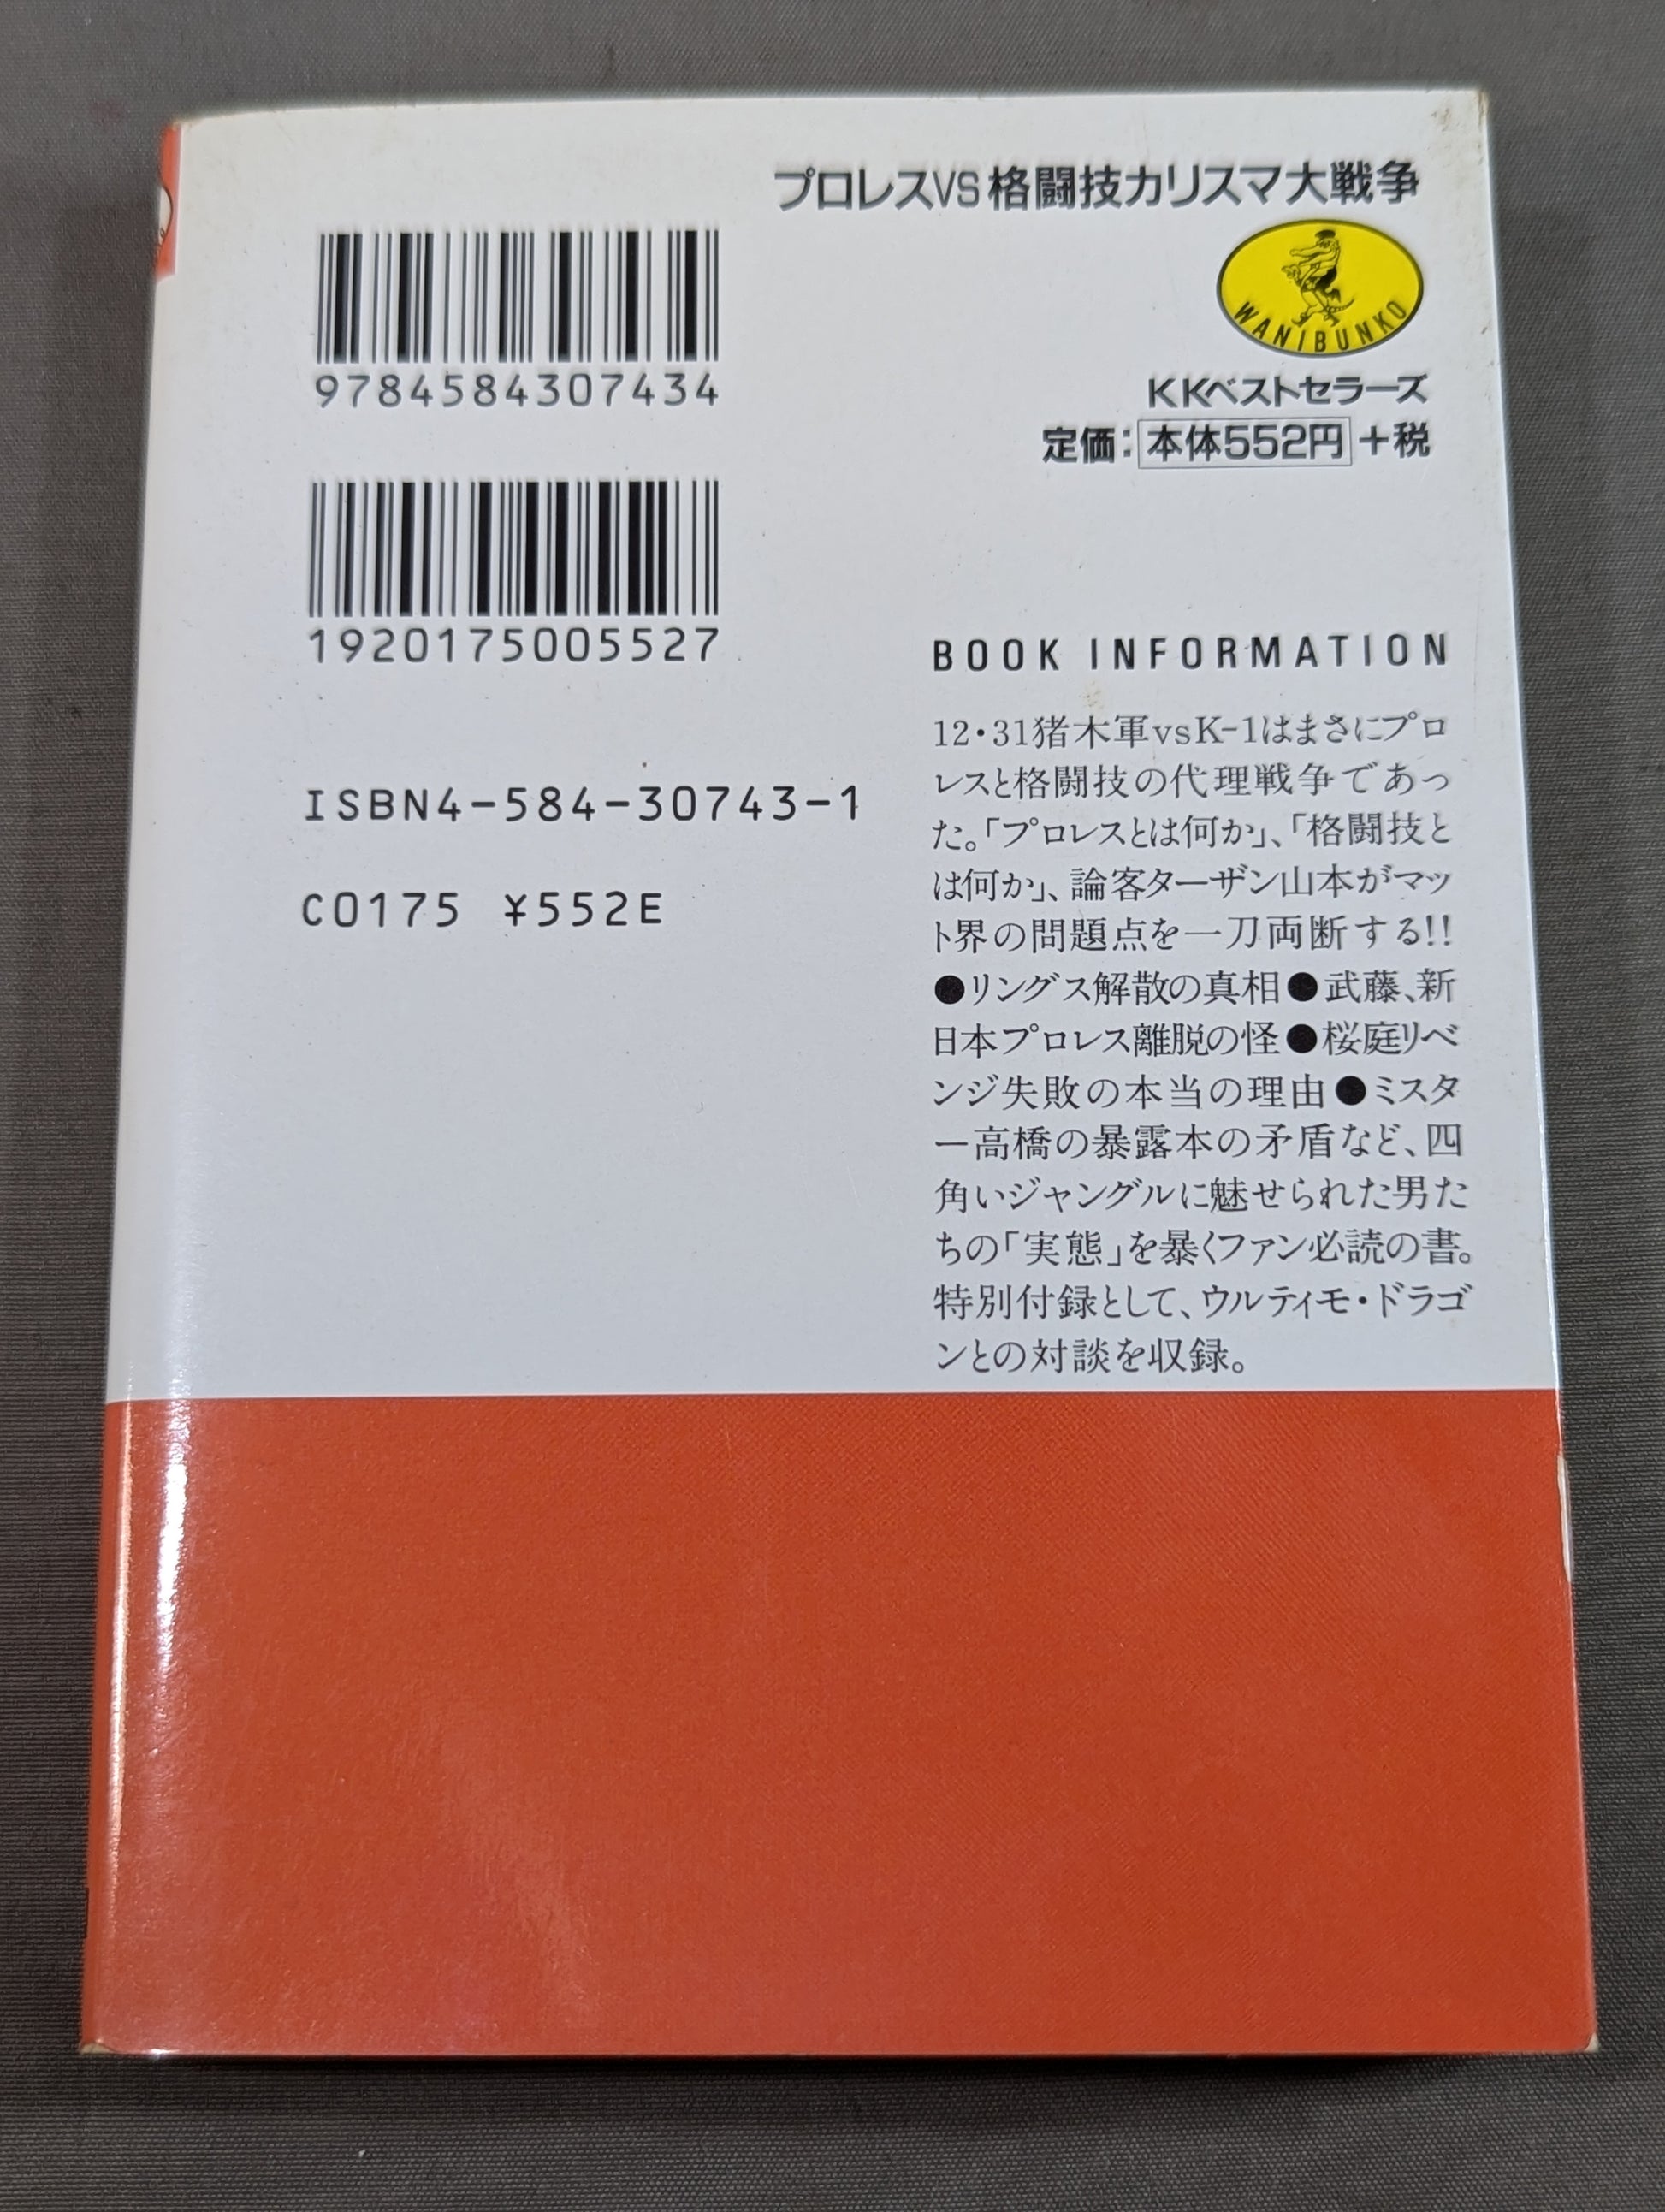 プロレスVS格闘技カリスマ大戦争
WANIBUNKO
KKベストセラーズ
定価：本体552円＋税
9784584307434
1920175005527
ISBN4-584-30743-1
C0175 ¥552E
BOOK INFORMATION
12・31猪木軍vsK-1はまさにプロ
レスと格闘技の代理戦争であっ
た。「プロレスとは何か」、「格闘技と
は何か」、論客ターザン山本がマッ
ト界の問題点を一刀両断する!!
●リングス解散の真相●武藤、新
日本プロレス離脱の怪●桜庭リベ
ンジ失敗の本当の理由●ミスタ
ー高橋の暴露本の矛盾など、四
角いジャングルに魅せられた男た
ちの「実態」を暴くファン必読の書。
特別付録として、ウルティモ・ドラゴ
ンとの対談を収録。